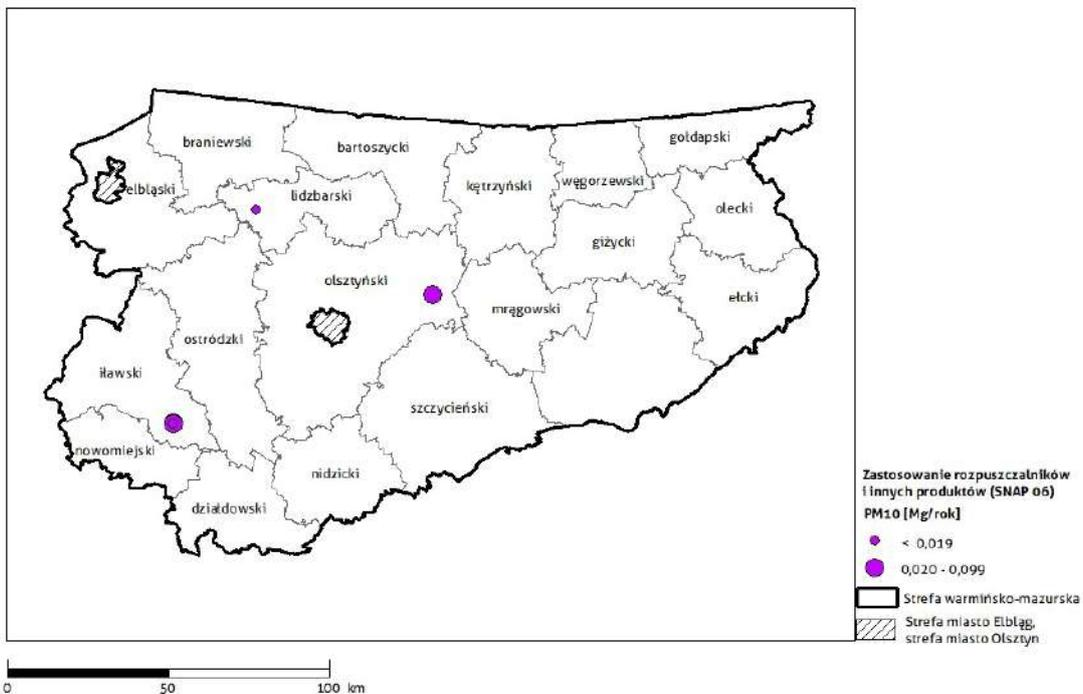 braniewski
bartoszycki
gołdapski
elbląski
lidzbarski
kętrzyński
węgorzewski
olecki
giżycki
olsztyński
ełcki
mrągowski
ostródzki
iławski
szczycieński
nowomiejski
nidzicki
działdowski
Zastosowanie rozpuszczalników
i innych produktów (SNAP 06)
PM10 [Mg/rok]
< 0,019
0,020 - 0,099
Strefa warmińsko-mazurska
Strefa miasto Elbląg,
strefa miasto Olsztyn
0 50 100 km